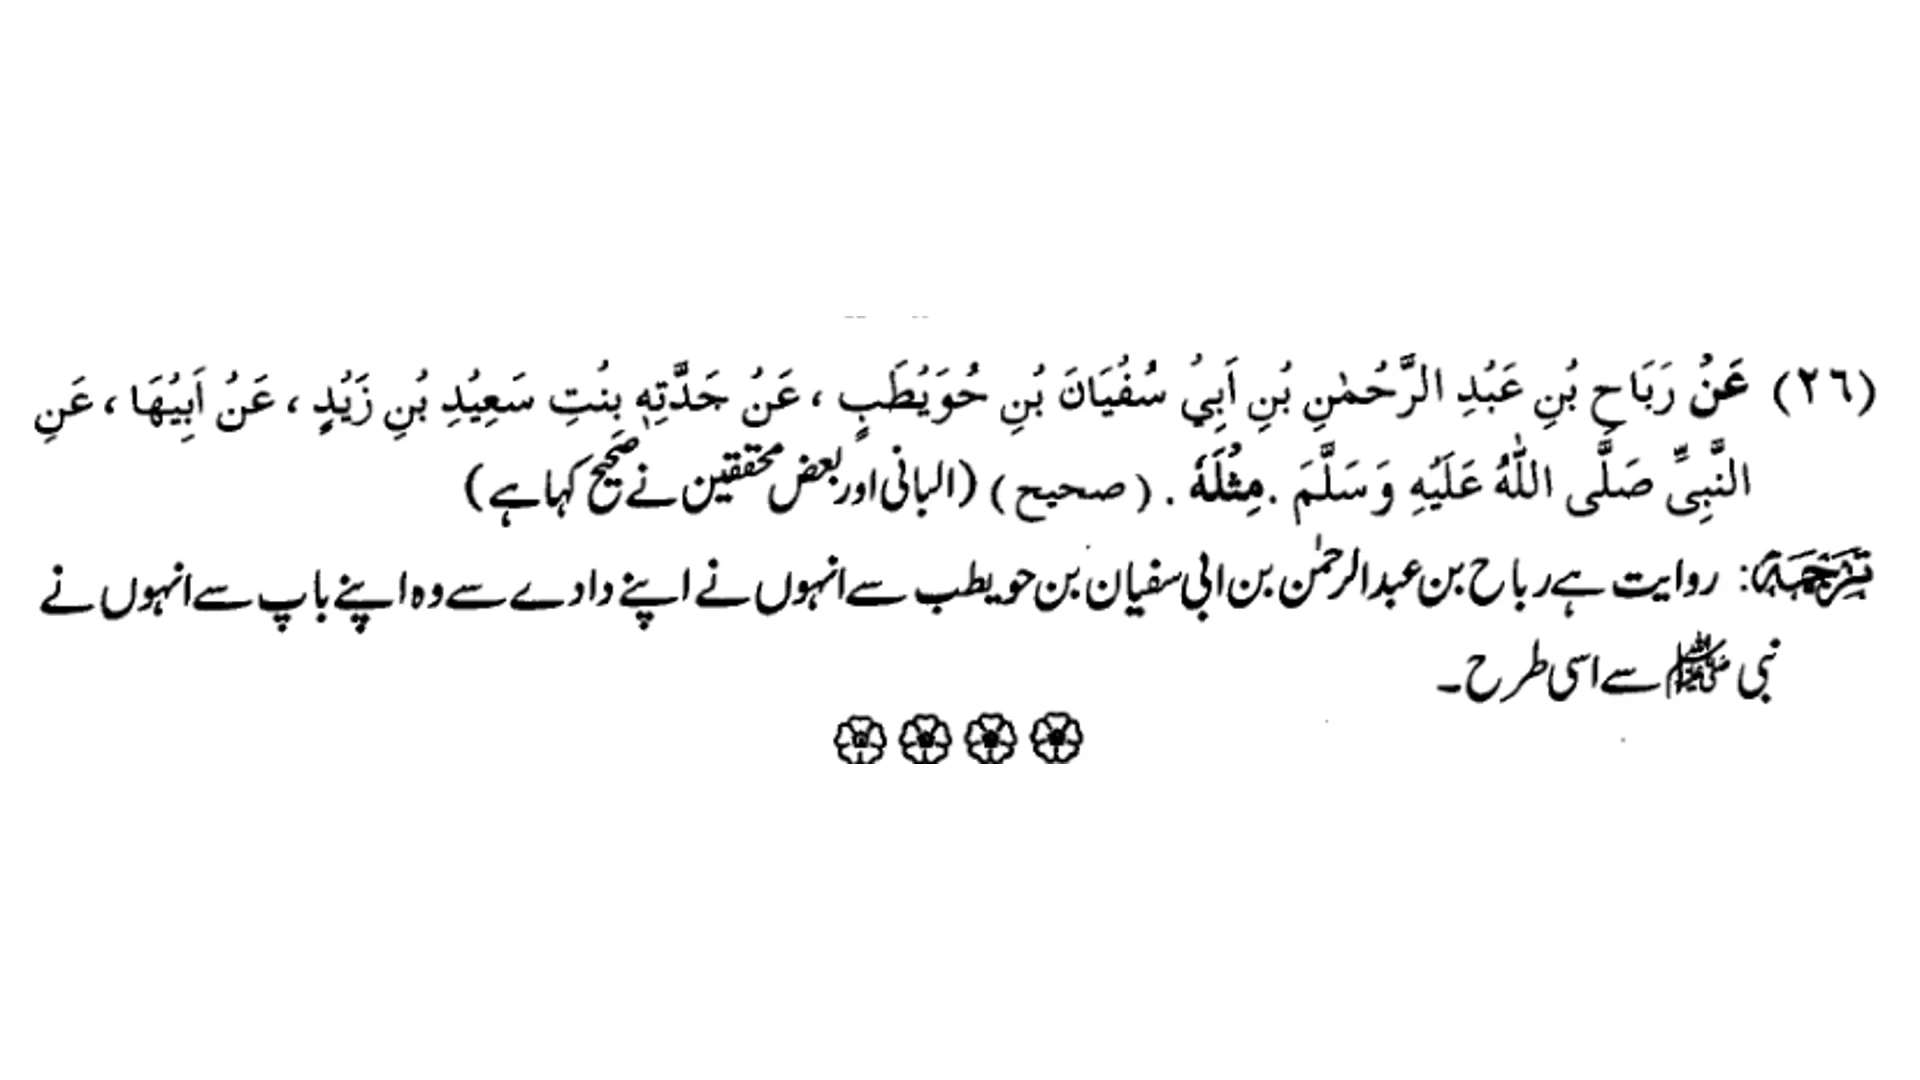 (٢٦) عَنْ رَبَاحِ بْنِ عَبْدِ الرَّحْمٰنِ بْنِ اَبِيْ سُفْيَانَ بْنِ حُوَيْطَبٍ ، عَنْ جَدَّتِهٖ بِنْتِ سَعِيْدِ بْنِ زَيْدٍ ، عَنْ اَبِيْهَا ، عَنِ
النَّبِيِّ صَلَّى اللّٰهُ عَلَيْهِ وَسَلَّمَ . مِثْلَهٗ . (صحیح) (البانی اور بعض محققین نے صحیح کہا ہے)
ترجمہ: روایت ہے رباح بن عبدالرحمٰن بن ابی سفیان بن حویطب سے انہوں نے اپنے دادے سے وہ اپنے باپ سے انہوں نے
نبی ﷺ سے اسی طرح۔